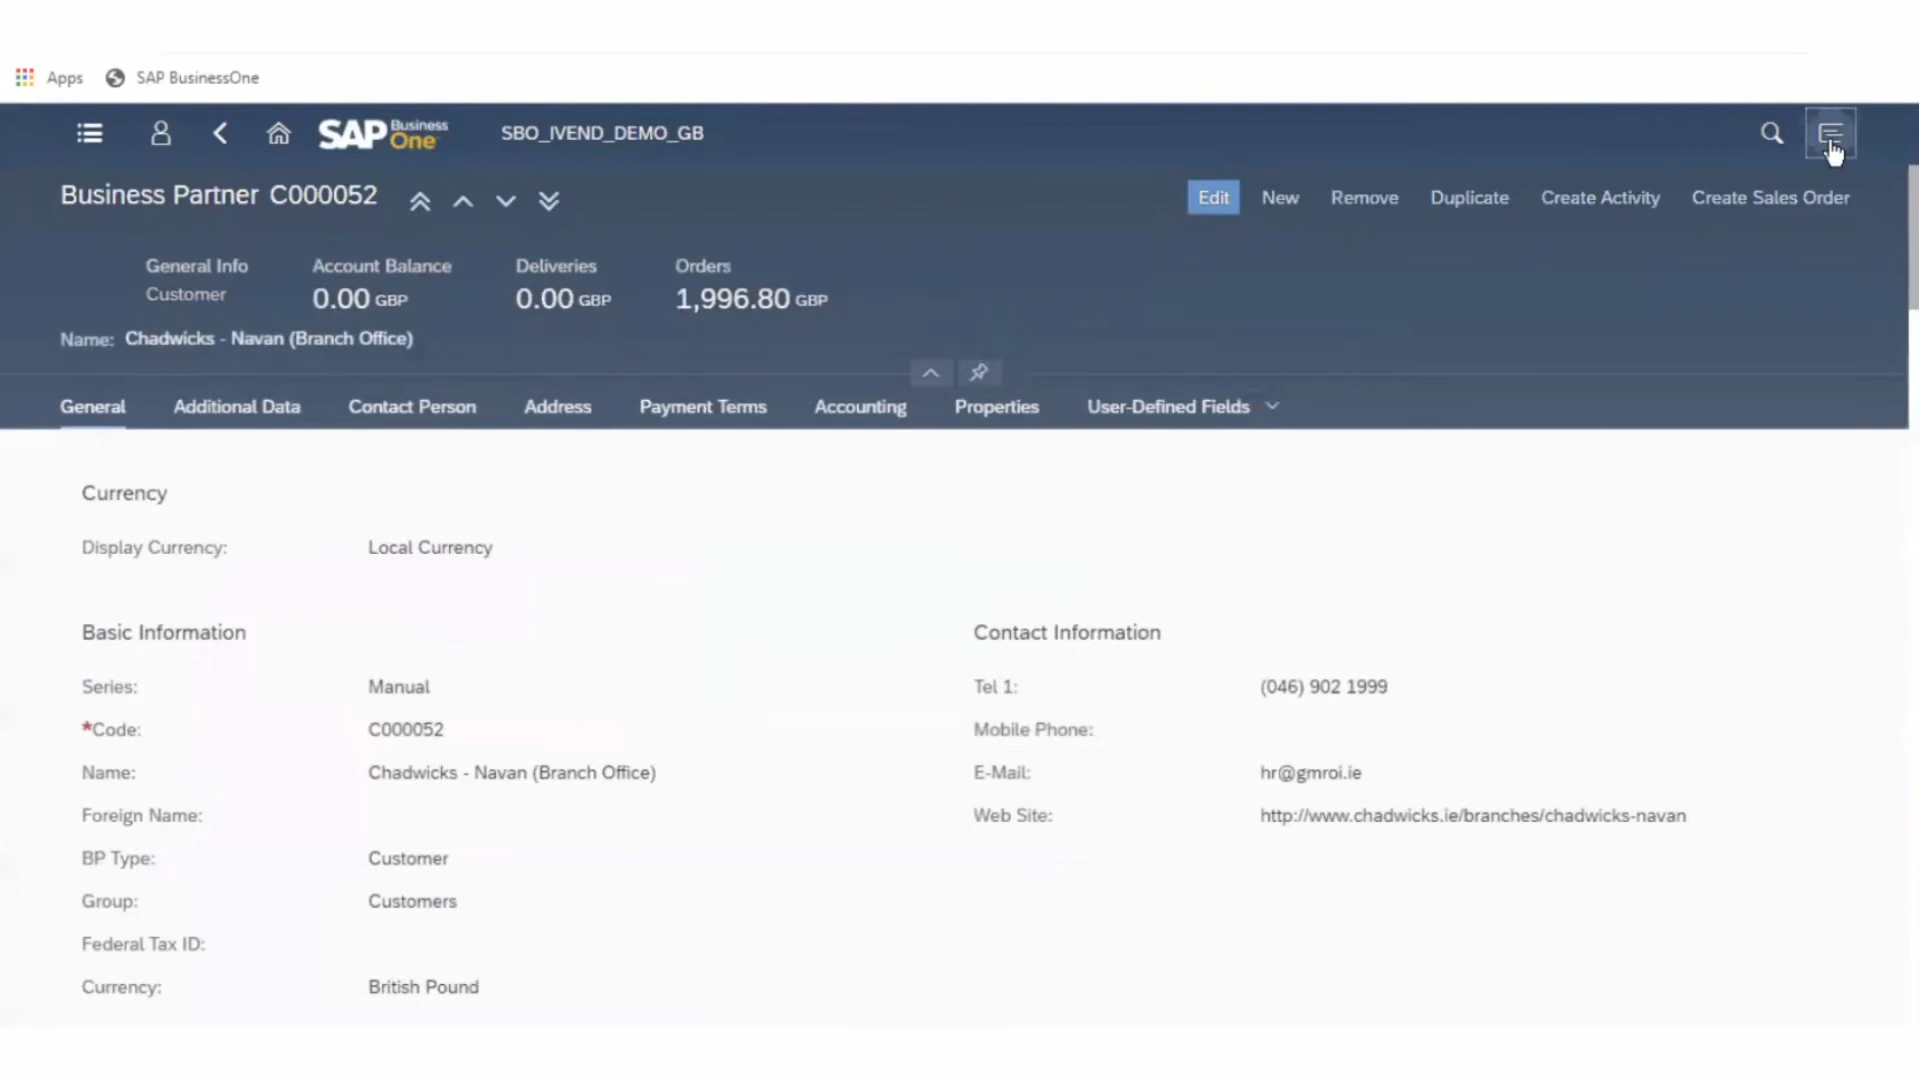 Apps SAP BusinessOne
SAP Business One SBO_IVEND_DEMO_GB
Business Partner C000052
Edit New Remove Duplicate Create Activity Create Sales Order
General Info Account Balance Deliveries Orders
Customer 0.00 GBP 0.00 GBP 1,996.80 GBP
Name: Chadwicks - Navan (Branch Office)
General Additional Data Contact Person Address Payment Terms Accounting Properties User-Defined Fields
Currency
Display Currency: Local Currency
Basic Information
Series: Manual
*Code: C000052
Name: Chadwicks - Navan (Branch Office)
Foreign Name:
BP Type: Customer
Group: Customers
Federal Tax ID:
Currency: British Pound
Contact Information
Tel 1: (046) 902 1999
Mobile Phone:
E-Mail: hr@gmroi.ie
Web Site: http://www.chadwicks.ie/branches/chadwicks-navan